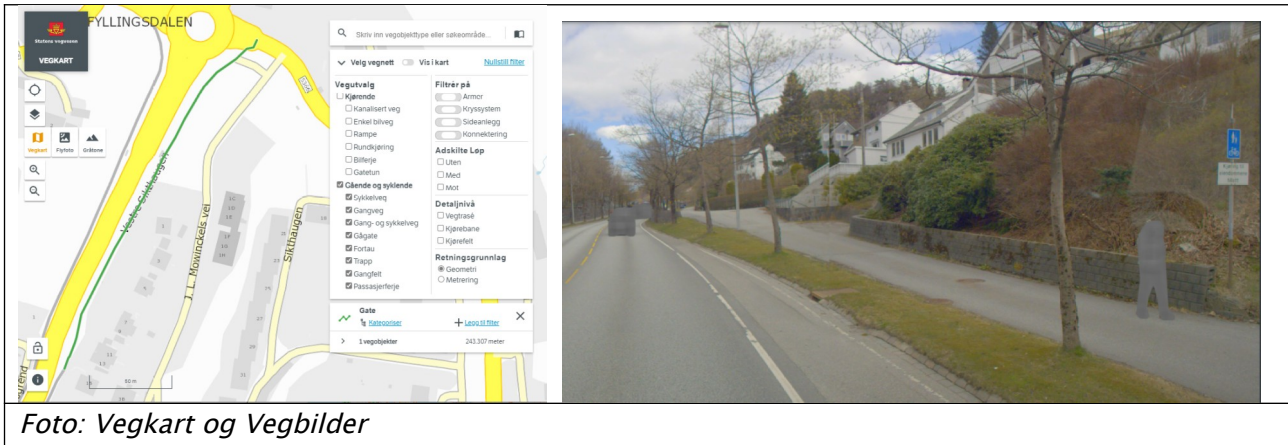 FYLLINGSDALEN
Statens vegvesen
VEGKART
Vegkart
Flyfoto
Gråtone
Vestre Sikthaugen
J. L. Mowinckels vei
Sikthaugen
80 m
Skriv inn vegobjekttype eller søkeområde...
Velg vegnett
Vis i kart
Nullstill filter
Vegutvalg
Kjørende
Kanalisert veg
Enkel bilveg
Rampe
Rundkjøring
Bilferje
Gatetun
Gående og syklende
Sykkelveg
Gangveg
Gang- og sykkelveg
Gågate
Fortau
Trapp
Gangfelt
Passasjerferje
Filtrér på
Armer
Kryssystem
Sideanlegg
Konnektering
Adskilte Løp
Uten
Med
Mot
Detaljnivå
Vegtrasé
Kjørebane
Kjørefelt
Retningsgrunnlag
Geometri
Metrering
Gate
Kategoriser
Legg til filter
1 vegobjekter
243.307 meter
Kjøring til
Foto: Vegkart og Vegbilder